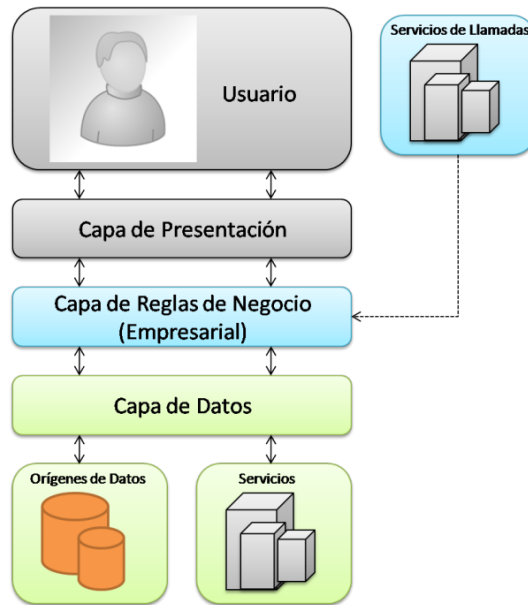 Servicios de Llamadas
Usuario
Capa de Presentación
Capa de Reglas de Negocio
(Empresarial)
Capa de Datos
Orígenes de Datos
Servicios